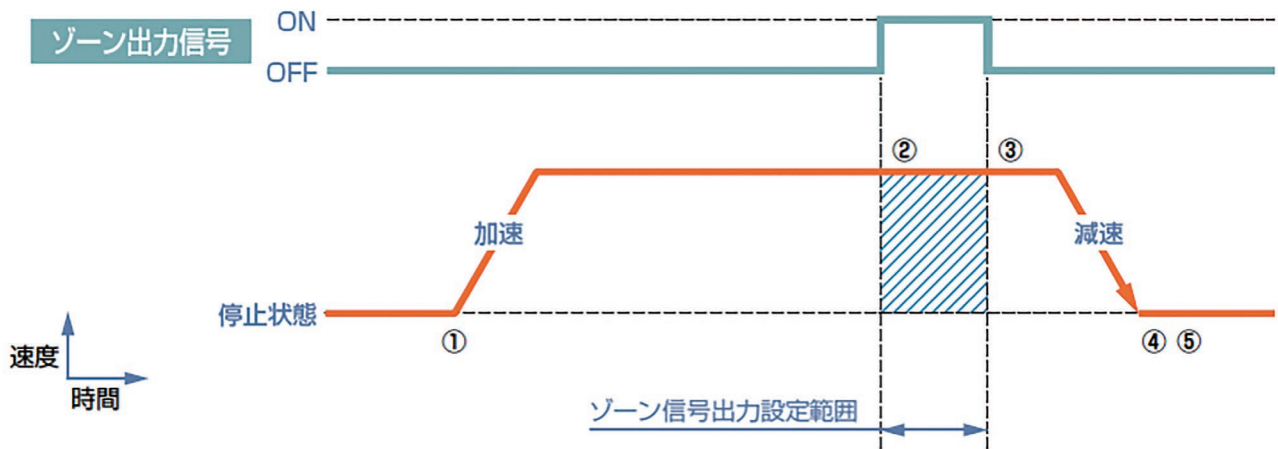 ON
ゾーン出力信号
OFF
② ③
加速 減速
停止状態
① ④ ⑤
速度
時間
ゾーン信号出力設定範囲